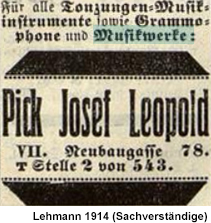 Für alle Tonzungen-Musik-
instrumente sowie Grammo-
phone und Musikwerke:
Pick Josef Leopold
VII. Neubaugasse 78.
T Stelle 2 von 543.
Lehmann 1914 (Sachverständige)